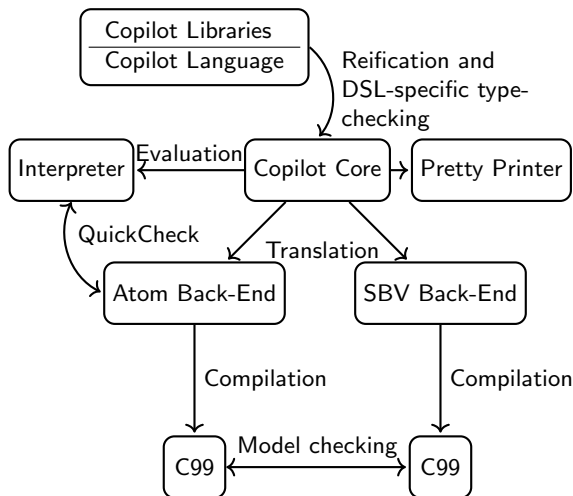 Copilot Libraries
Copilot Language
Reification and
DSL-specific type-
checking
Evaluation
Interpreter
Copilot Core
Pretty Printer
QuickCheck
Translation
Atom Back-End
SBV Back-End
Compilation
Compilation
Model checking
C99
C99